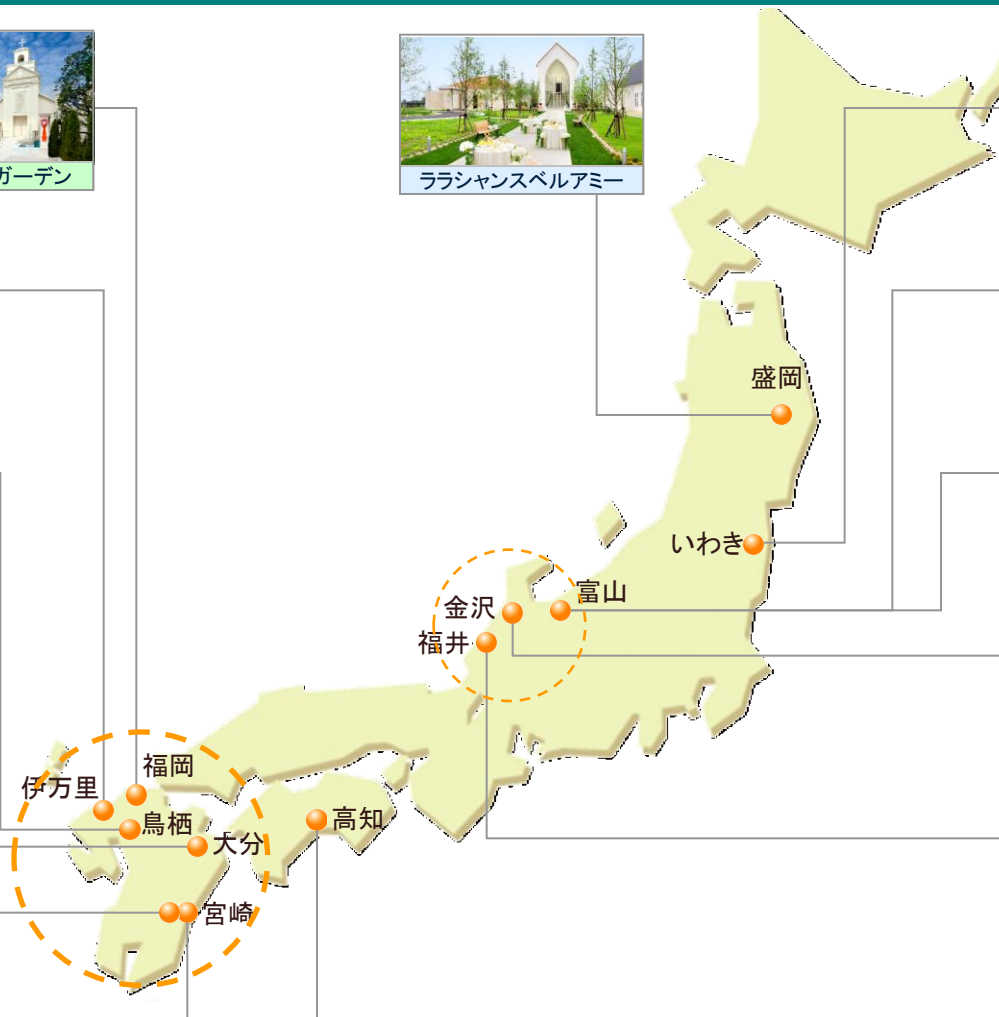 ガーデン
ララシャンスベルアミー
盛岡
いわき
富山
金沢
福井
福岡
伊万里
鳥栖
高知
大分
宮崎